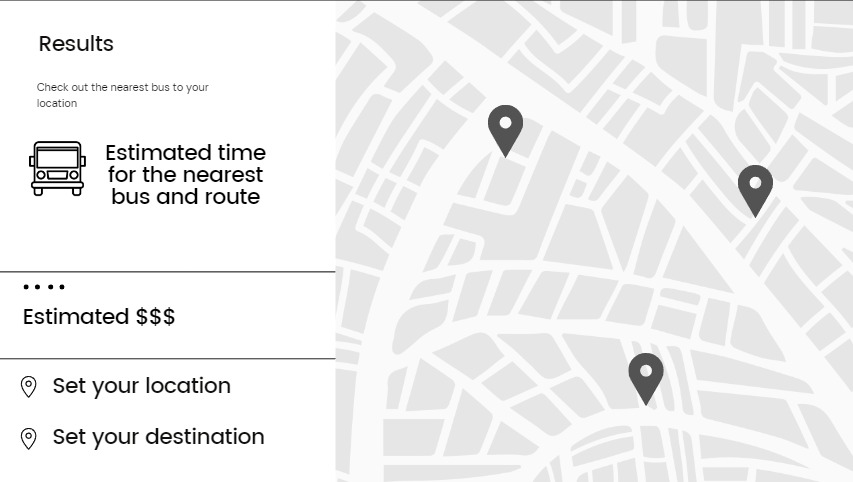 Results
Check out the nearest bus to your
location
Estimated time
for the nearest
bus and route
Estimated $$$
Set your location
Set your destination